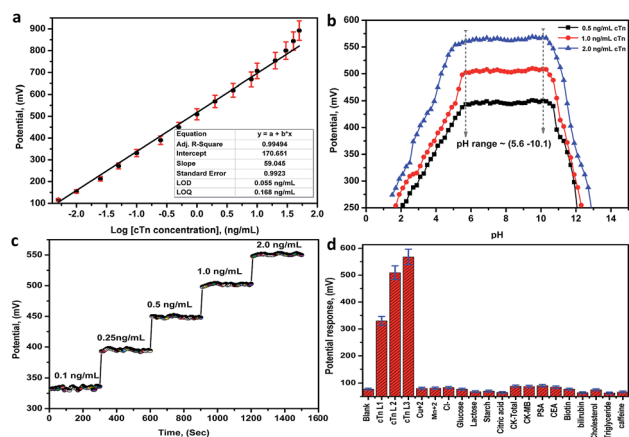 a
Potential, (mV)
1000
900
800
700
600
500
400
300
200
100
-2.0 -1.5 -1.0 -0.5 0.0 0.5 1.0 1.5 2.0
Log [cTn concentration], (ng/mL)
Equation y = a + b*x
Adj. R-Square 0.99494
Intercept 170.651
Slope 59.045
Standard Error 0.9923
LOD 0.055 ng/mL
LOQ 0.168 ng/mL
b
0.5 ng/mL cTn
1.0 ng/mL cTn
2.0 ng/mL cTn
Potential, (mV)
600
550
500
450
400
350
300
250
pH range ~ (5.6 -10.1)
0 2 4 6 8 10 12 14
pH
c
Potential, (mV)
550
500
450
400
350
325
0.1 ng/mL
0.25ng/mL
0.5 ng/mL
1.0 ng/mL
2.0 ng/mL
0 200 400 600 800 1000 1200 1400 1600
Time, (Sec)
d
Potential response, (mV)
600
500
400
300
200
100
Blank
cTn L1
cTn L 2
cTn L3
Cu+2
Mn+2
Cl-
Glucose
Lactose
Starch
Citric acid
CK-Total
CK-MB
PSA
CEA
Biotin
bilirubin
Cholesterol
Triglyceride
caffeine